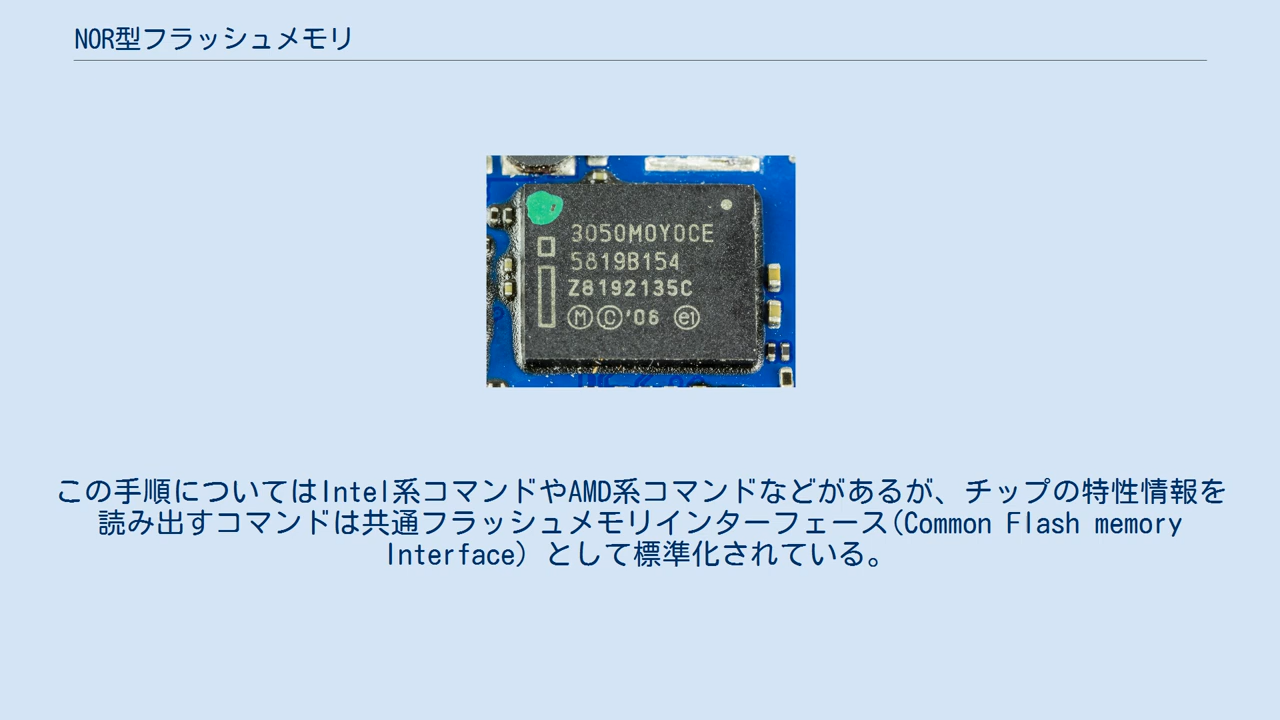 NOR型フラッシュメモリ
3050M0Y0CE
5819B154
Z8192135C
Ⓜ©'06 e1
この手順についてはIntel系コマンドやAMD系コマンドなどがあるが、チップの特性情報を
読み出すコマンドは共通フラッシュメモリインターフェース(Common Flash memory
Interface) として標準化されている。